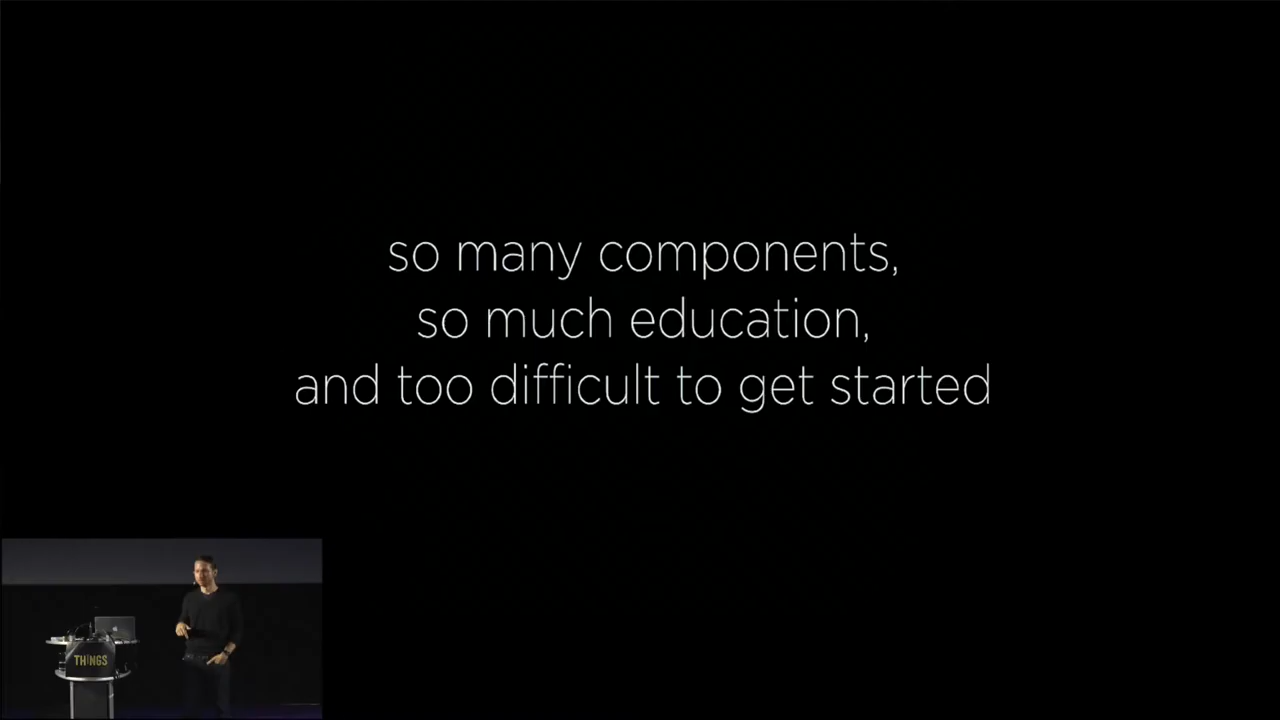 so many components,
so much education,
and too difficult to get started
THINGS